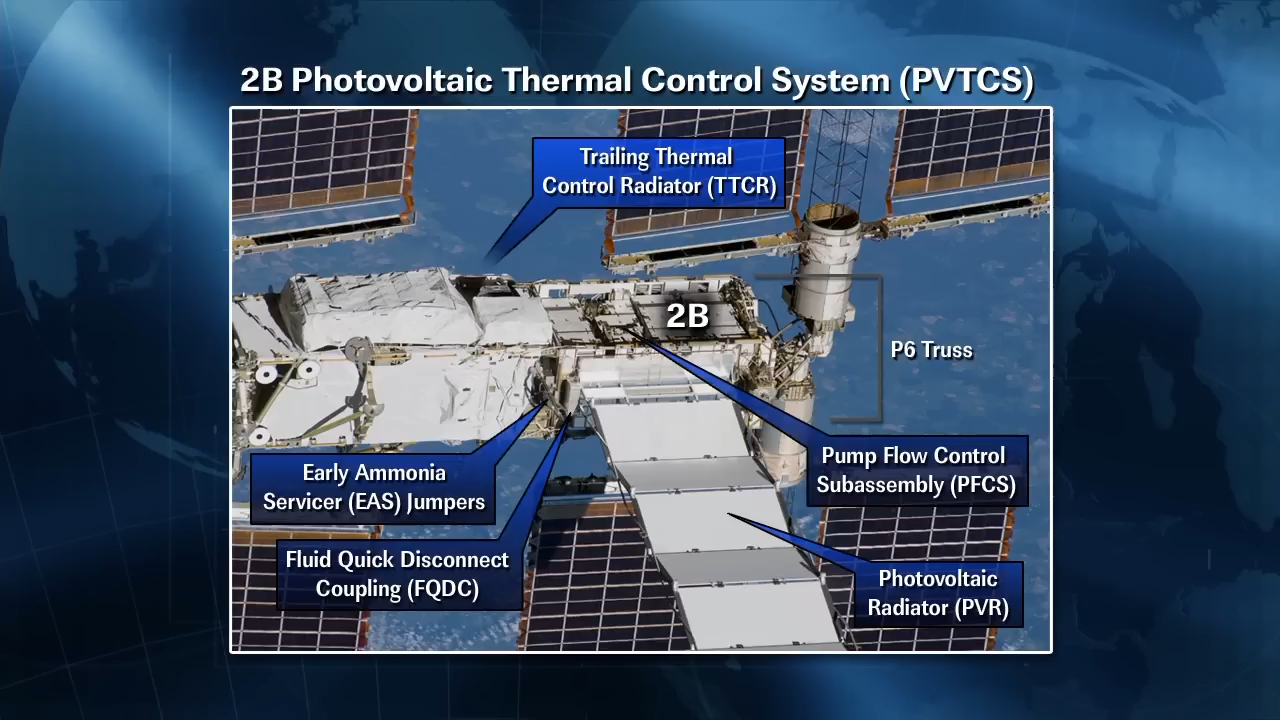 2B Photovoltaic Thermal Control System (PVTCS)
Trailing Thermal
Control Radiator (TTCR)
2B
P6 Truss
Early Ammonia
Servicer (EAS) Jumpers
Pump Flow Control
Subassembly (PFCS)
Fluid Quick Disconnect
Coupling (FQDC)
Photovoltaic
Radiator (PVR)